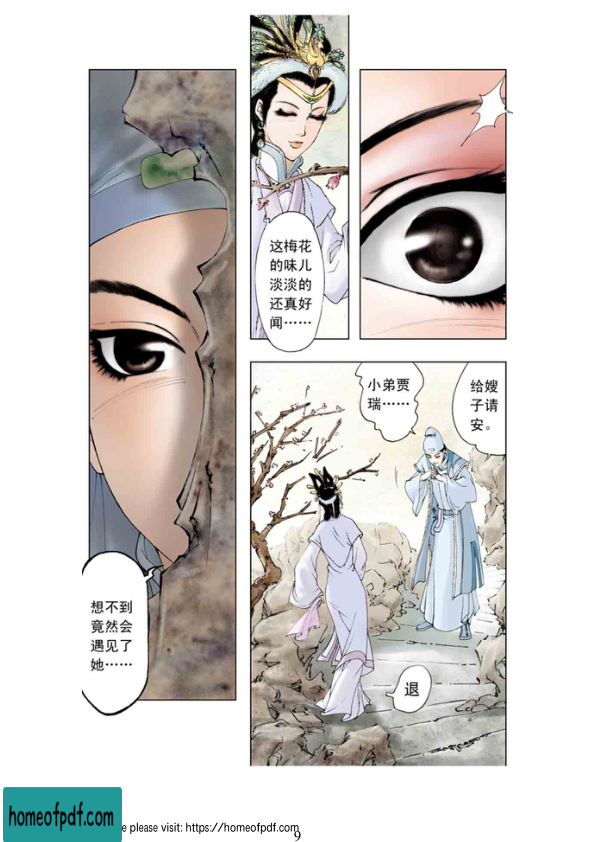 想不到
竟然会
遇见了
她……
这梅花
的味儿
淡淡的
还真好
闻……
小弟贾
瑞……
给嫂
子请
安。
退
homeofpdf.com
e please visit: https://homeofpdf.com
9